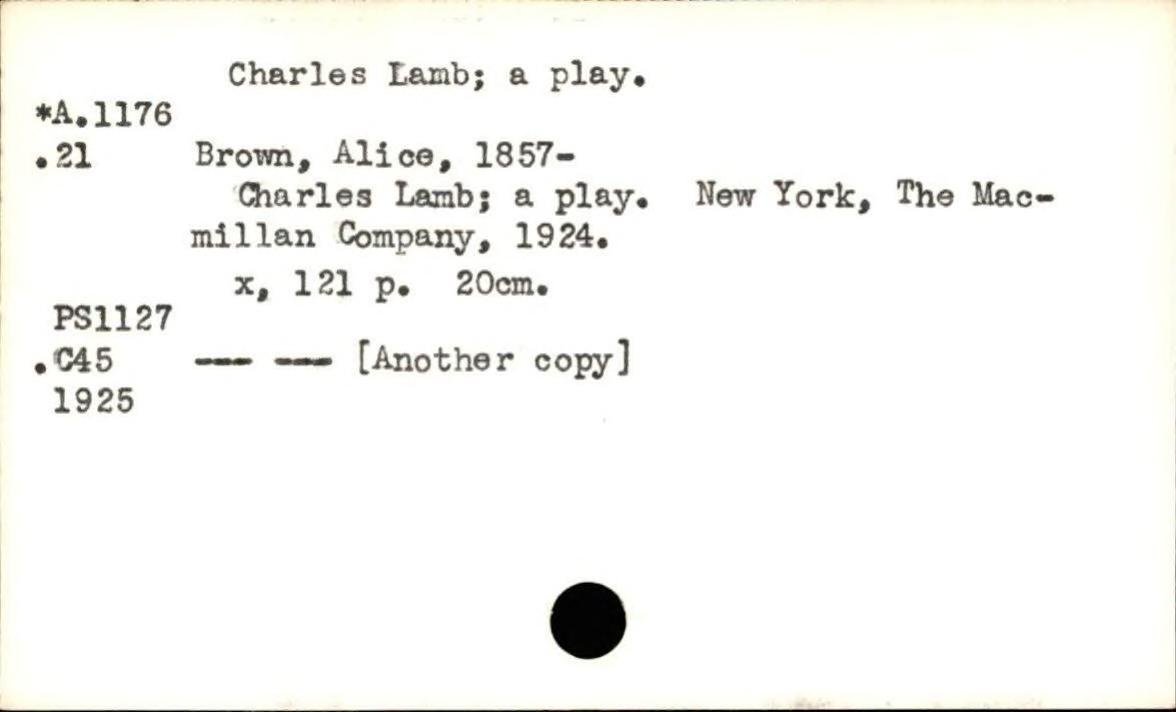 Charles Lamb; a play.
*A.1176
.21 Brown, Alice, 1857-
Charles Lamb; a play. New York, The Mac-
millan Company, 1924.
x, 121 p. 20cm.
PS1127
.C45 --- --- [Another copy]
1925